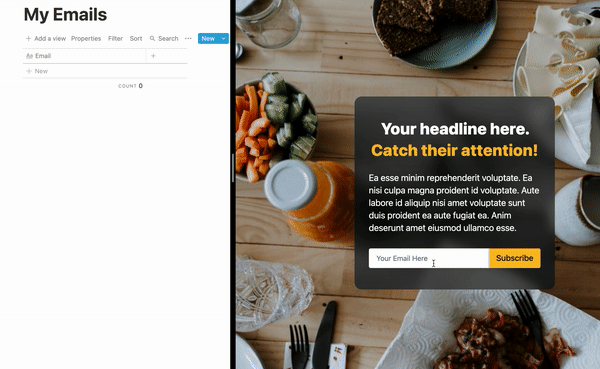 My Emails
Add a view Properties Filter Sort Search New
Aa Email
New
COUNT 0
Your headline here.
Catch their attention!
Ea esse minim reprehenderit voluptate. Ea
nisi culpa magna proident id voluptate. Aute
labore id aliquip nisi amet voluptate sunt
duis proident ea aute fugiat ea. Anim
deserunt amet eiusmod ullamco esse.
Your Email Here Subscribe